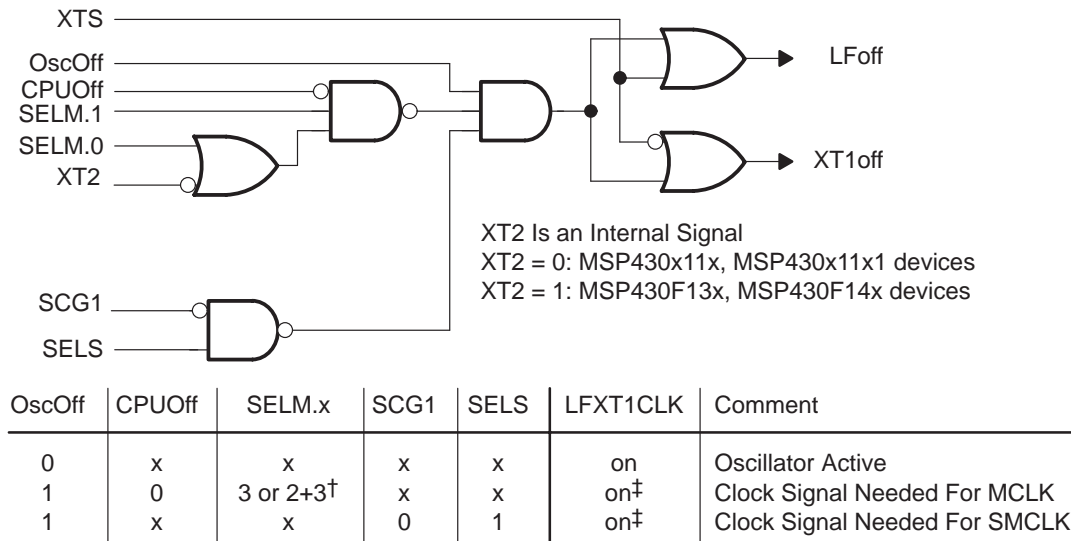 XTS
OscOff
CPUOff
SELM.1
SELM.0
XT2
LFoff
XT1off
XT2 Is an Internal Signal
XT2 = 0: MSP430x11x, MSP430x11x1 devices
XT2 = 1: MSP430F13x, MSP430F14x devices
SCG1
SELS
OscOff CPUOff SELM.x SCG1 SELS LFXT1CLK Comment
0 x x x x on Oscillator Active
1 0 3 or 2+3† x x on‡ Clock Signal Needed For MCLK
1 x x 0 1 on‡ Clock Signal Needed For SMCLK